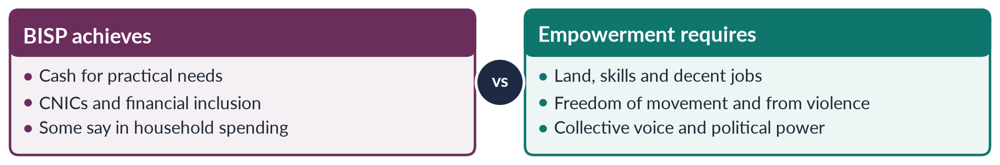 BISP achieves
• Cash for practical needs
• CNICs and financial inclusion
• Some say in household spending
vs
Empowerment requires
• Land, skills and decent jobs
• Freedom of movement and from violence
• Collective voice and political power